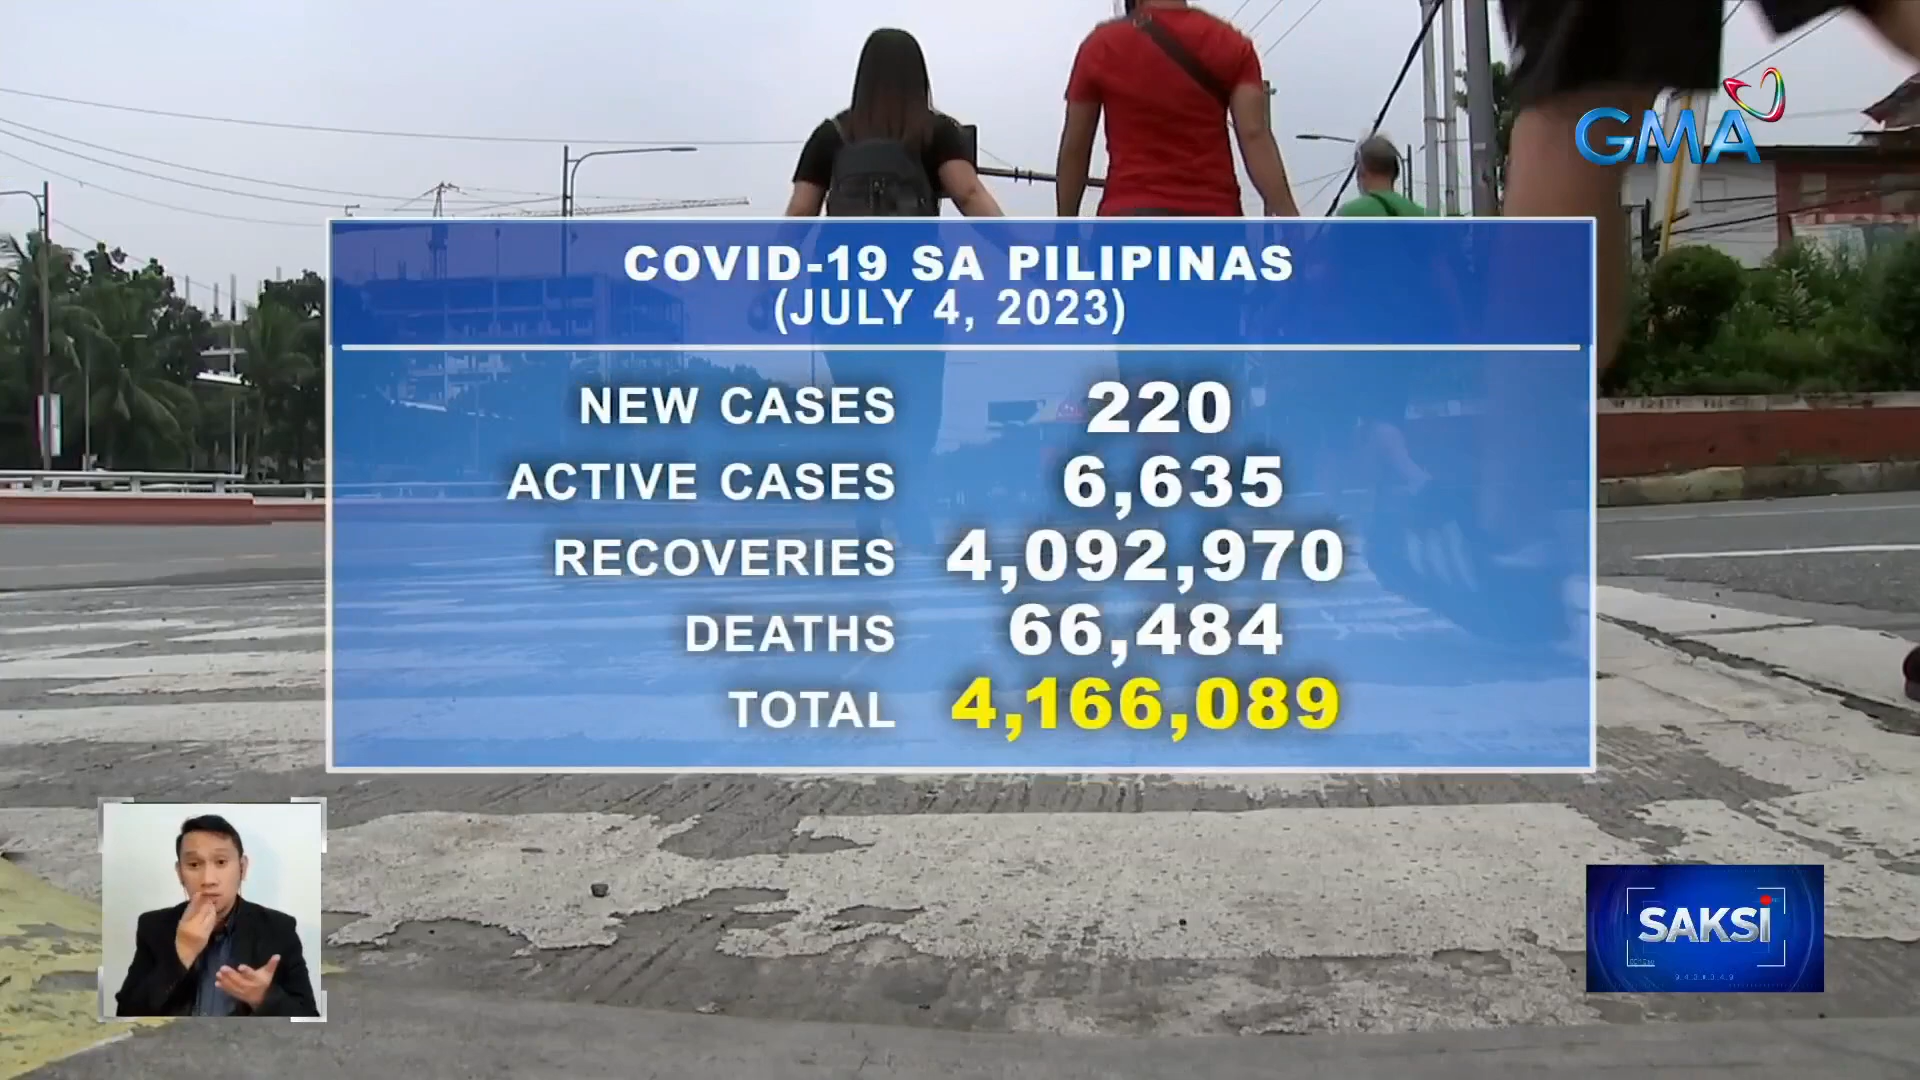 GMA
COVID-19 SA PILIPINAS
(JULY 4, 2023)
NEW CASES 220
ACTIVE CASES 6,635
RECOVERIES 4,092,970
DEATHS 66,484
TOTAL 4,166,089
SAKSI